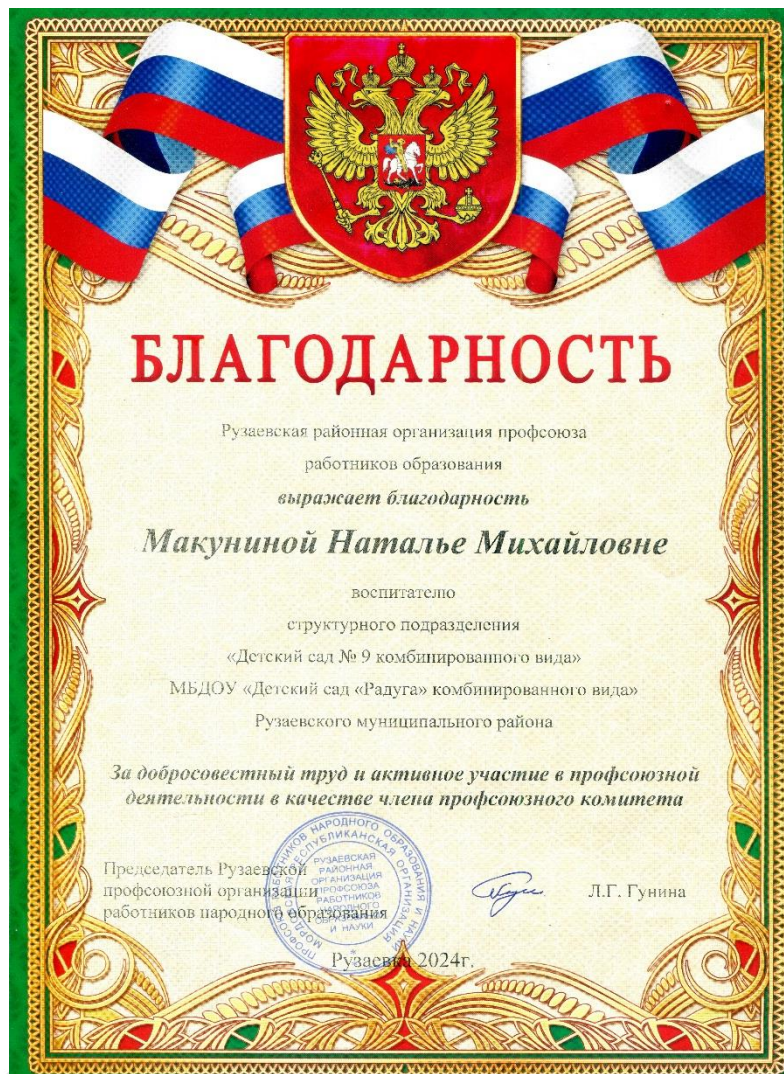 БЛАГОДАРНОСТЬ
Рузаевская районная организация профсоюза
работников образования
выражает благодарность
Макуниной Наталье Михайловне
воспитателю
структурного подразделения
«Детский сад № 9 комбинированного вида»
МБДОУ «Детский сад «Радуга» комбинированного вида»
Рузаевского муниципального района
За добросовестный труд и активное участие в профсоюзной
деятельности в качестве члена профсоюзного комитета
Председатель Рузаевской
профсоюзной организации
работников народного образования
Л.Г. Гунина
РУЗАЕВСКАЯ
РАЙОННАЯ
ОРГАНИЗАЦИЯ
ПРОФСОЮЗА
РАБОТНИКОВ
НАРОДНОГО
ОБРАЗОВАНИЯ
И НАУКИ
Рузаевка 2024г.